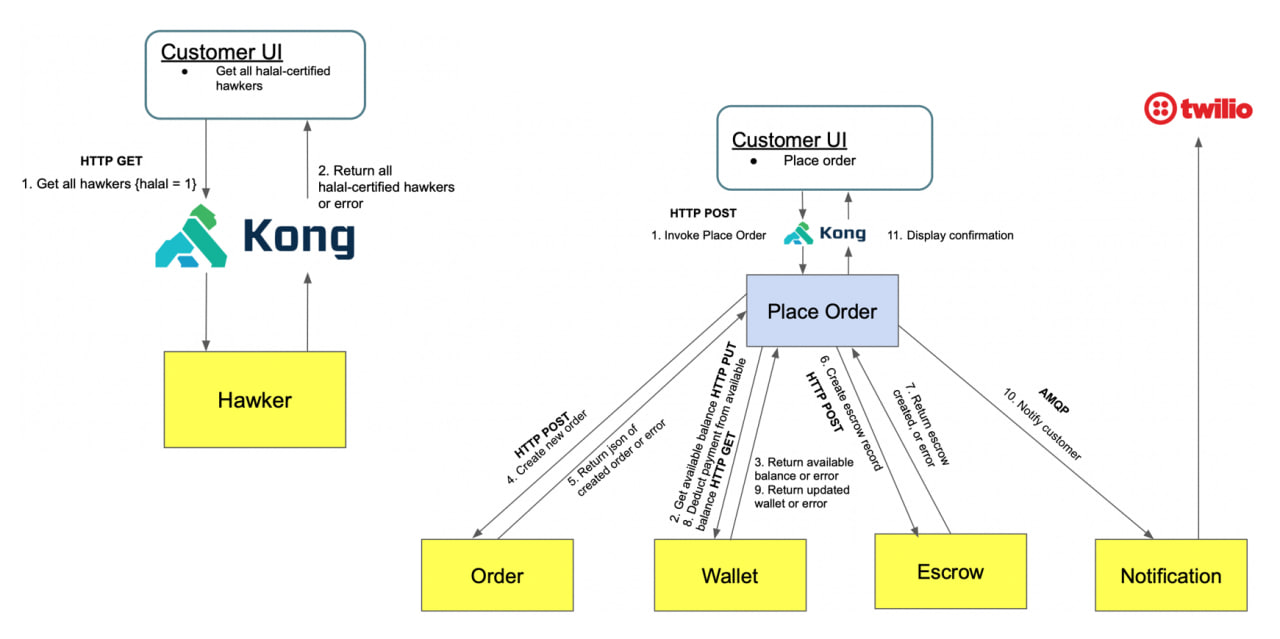 Customer UI
● Get all halal-certified
hawkers
HTTP GET
1. Get all hawkers {halal = 1}
2. Return all
halal-certified hawkers
or error
Kong
Hawker
twilio
Customer UI
● Place order
HTTP POST
1. Invoke Place Order
Kong
11. Display confirmation
Place Order
HTTP POST
4. Create new order
5. Return json of
created order or error
2. Get available balance HTTP PUT
8. Deduct payment from available
balance HTTP GET
3. Return available
balance or error
9. Return updated
wallet or error
6. Create escrow record
HTTP POST
7. Return escrow
created, or error
AMQP
10. Notify customer
Order
Wallet
Escrow
Notification